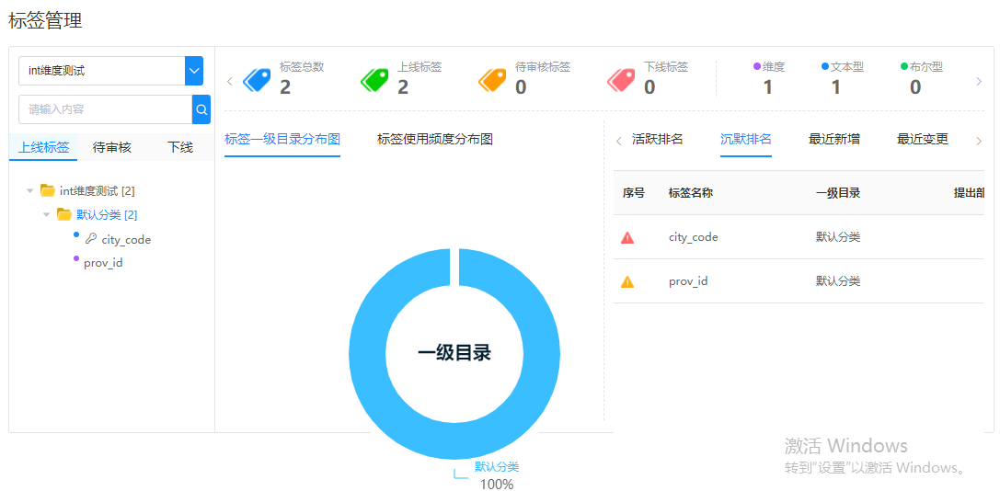 标签管理
int维度测试
请输入内容
上线标签 待审核 下线
int维度测试 [2]
默认分类 [2]
city_code
prov_id
标签总数 2
上线标签 2
待审核标签 0
下线标签 0
维度 1
文本型 1
布尔型 0
标签一级目录分布图 标签使用频度分布图
一级目录
默认分类
100%
活跃排名 沉默排名 最近新增 最近变更
序号 标签名称 一级目录 提出部
city_code 默认分类
prov_id 默认分类
激活 Windows
转到"设置"以激活 Windows。